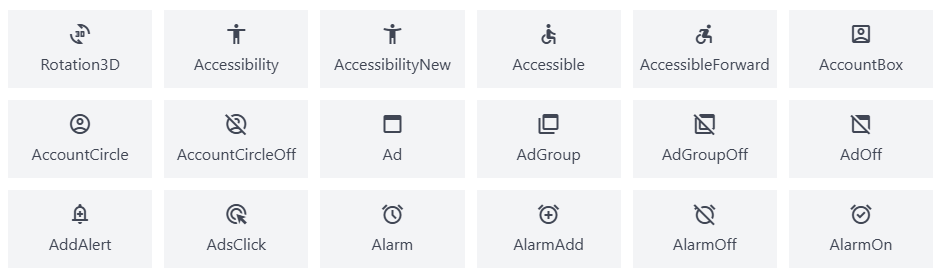 Rotation3D Accessibility AccessibilityNew Accessible AccessibleForward AccountBox
AccountCircle AccountCircleOff Ad AdGroup AdGroupOff AdOff
AddAlert AdsClick Alarm AlarmAdd AlarmOff AlarmOn